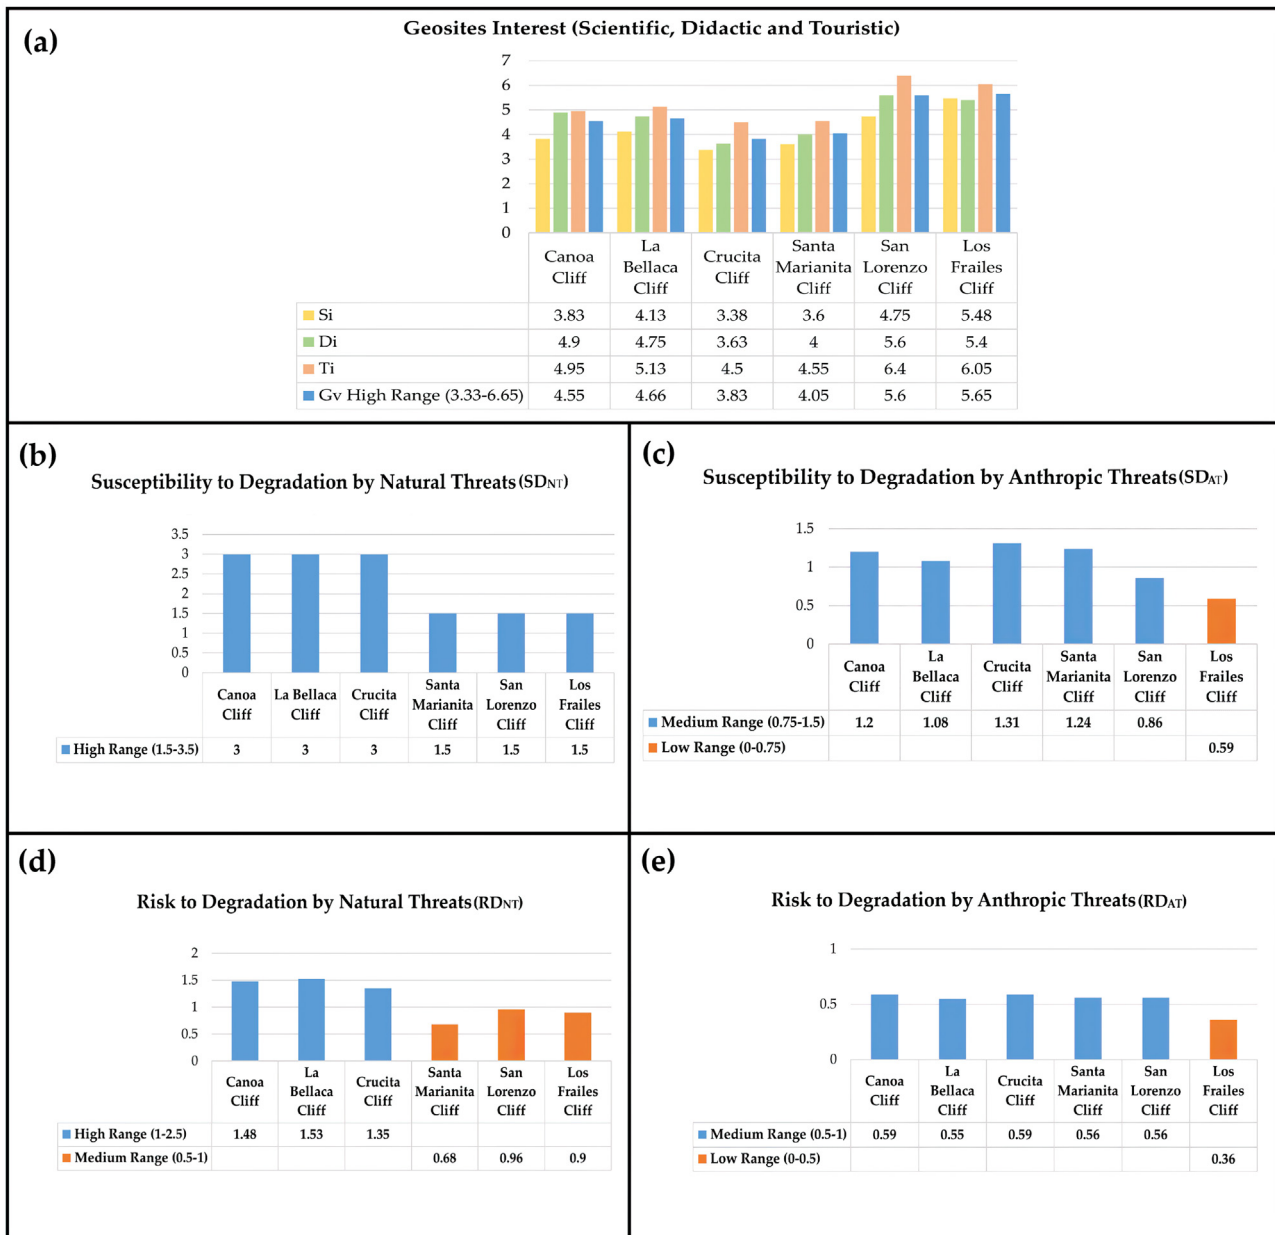 (a)
Geosites Interest (Scientific, Didactic and Touristic)
7
6
5
4
3
2
1
0
Canoa Cliff
La Bellaca Cliff
Crucita Cliff
Santa Marianita Cliff
San Lorenzo Cliff
Los Frailes Cliff
Si 3.83 4.13 3.38 3.6 4.75 5.48
Di 4.9 4.75 3.63 4 5.6 5.4
Ti 4.95 5.13 4.5 4.55 6.4 6.05
Gv High Range (3.33-6.65) 4.55 4.66 3.83 4.05 5.6 5.65
(b)
Susceptibility to Degradation by Natural Threats (SDNT)
3.5
3
2.5
2
1.5
1
0.5
0
Canoa Cliff
La Bellaca Cliff
Crucita Cliff
Santa Marianita Cliff
San Lorenzo Cliff
Los Frailes Cliff
High Range (1.5-3.5) 3 3 3 1.5 1.5 1.5
(c)
Susceptibility to Degradation by Anthropic Threats (SDAT)
1.5
1
0.5
0
Canoa Cliff
La Bellaca Cliff
Crucita Cliff
Santa Marianita Cliff
San Lorenzo Cliff
Los Frailes Cliff
Medium Range (0.75-1.5) 1.2 1.08 1.31 1.24 0.86
Low Range (0-0.75) 0.59
(d)
Risk to Degradation by Natural Threats (RDNT)
2
1.5
1
0.5
0
Canoa Cliff
La Bellaca Cliff
Crucita Cliff
Santa Marianita Cliff
San Lorenzo Cliff
Los Frailes Cliff
High Range (1-2.5) 1.48 1.53 1.35
Medium Range (0.5-1) 0.68 0.96 0.9
(e)
Risk to Degradation by Anthropic Threats (RDAT)
1
0.5
0
Canoa Cliff
La Bellaca Cliff
Crucita Cliff
Santa Marianita Cliff
San Lorenzo Cliff
Los Frailes Cliff
Medium Range (0.5-1) 0.59 0.55 0.59 0.56 0.56
Low Range (0-0.5) 0.36